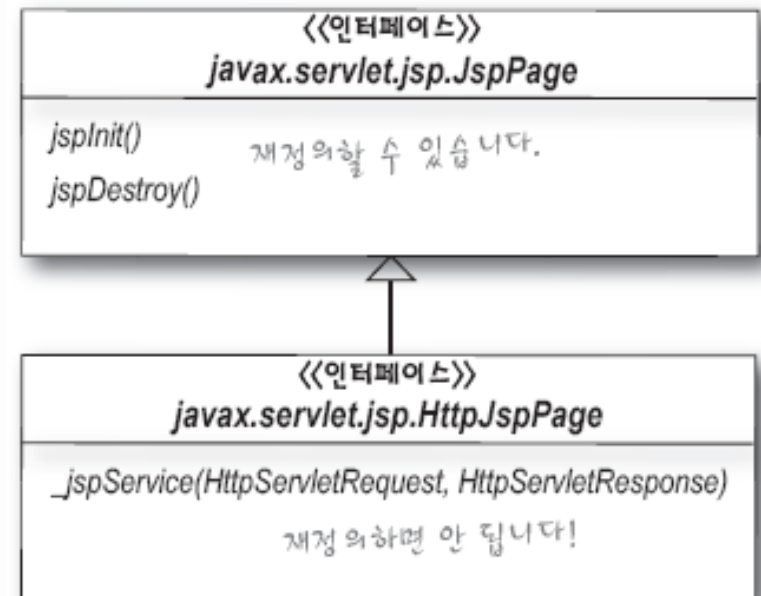 <<인터페이스>>
javax.servlet.jsp.JspPage
jspInit() 재정의할 수 있습니다.
jspDestroy()
<<인터페이스>>
javax.servlet.jsp.HttpJspPage
_jspService(HttpServletRequest, HttpServletResponse)
재정의하면 안 됩니다!